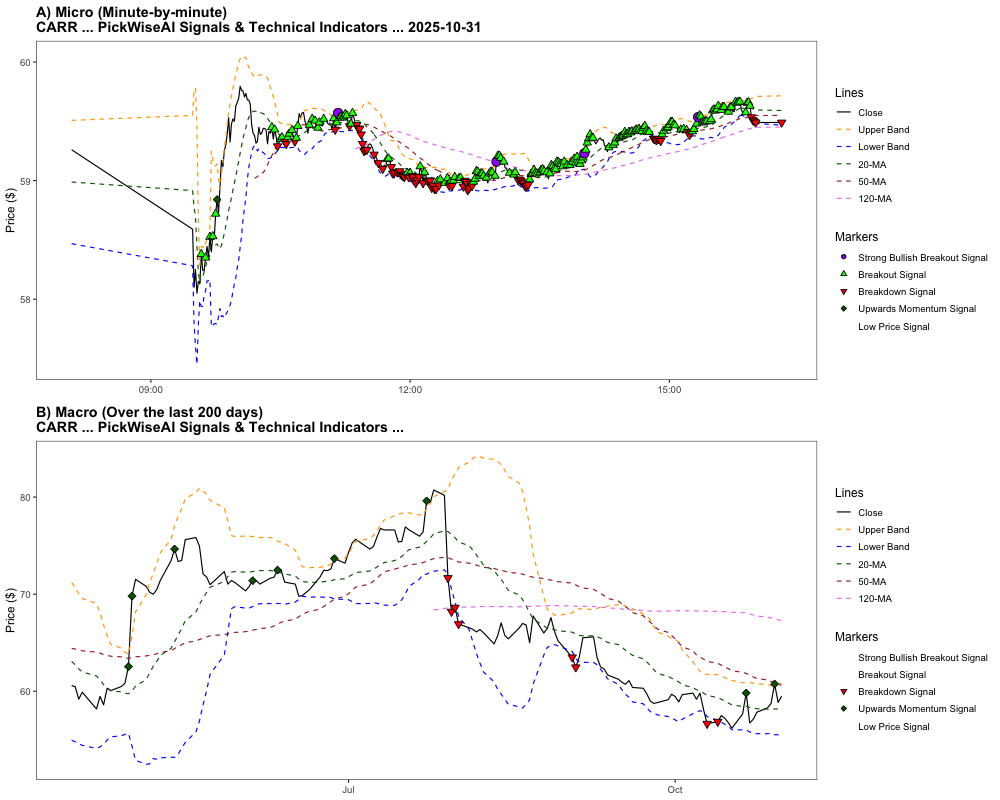 A) Micro (Minute-by-minute)
CARR ... PickWiseAI Signals & Technical Indicators ... 2025-10-31
Price ($)
60
59
58
09:00
12:00
15:00
Lines
Close
Upper Band
Lower Band
20-MA
50-MA
120-MA
Markers
Strong Bullish Breakout Signal
Breakout Signal
Breakdown Signal
Upwards Momentum Signal
Low Price Signal
B) Macro (Over the last 200 days)
CARR ... PickWiseAI Signals & Technical Indicators ...
Price ($)
80
70
60
Jul
Oct
Lines
Close
Upper Band
Lower Band
20-MA
50-MA
120-MA
Markers
Strong Bullish Breakout Signal
Breakout Signal
Breakdown Signal
Upwards Momentum Signal
Low Price Signal